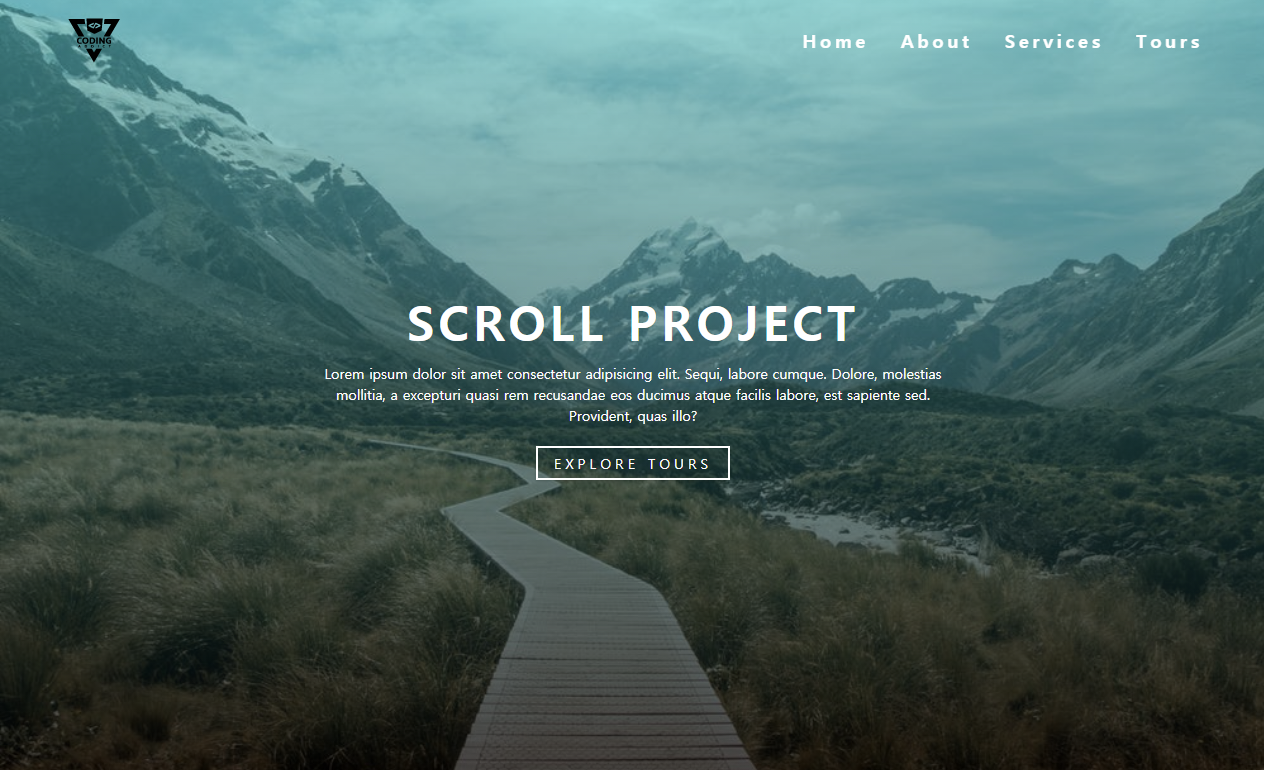 </>
CODING
ADDICT
Home About Services Tours
SCROLL PROJECT
Lorem ipsum dolor sit amet consectetur adipisicing elit. Sequi, labore cumque. Dolore, molestias
mollitia, a excepturi quasi rem recusandae eos ducimus atque facilis labore, est sapiente sed.
Provident, quas illo?
EXPLORE TOURS